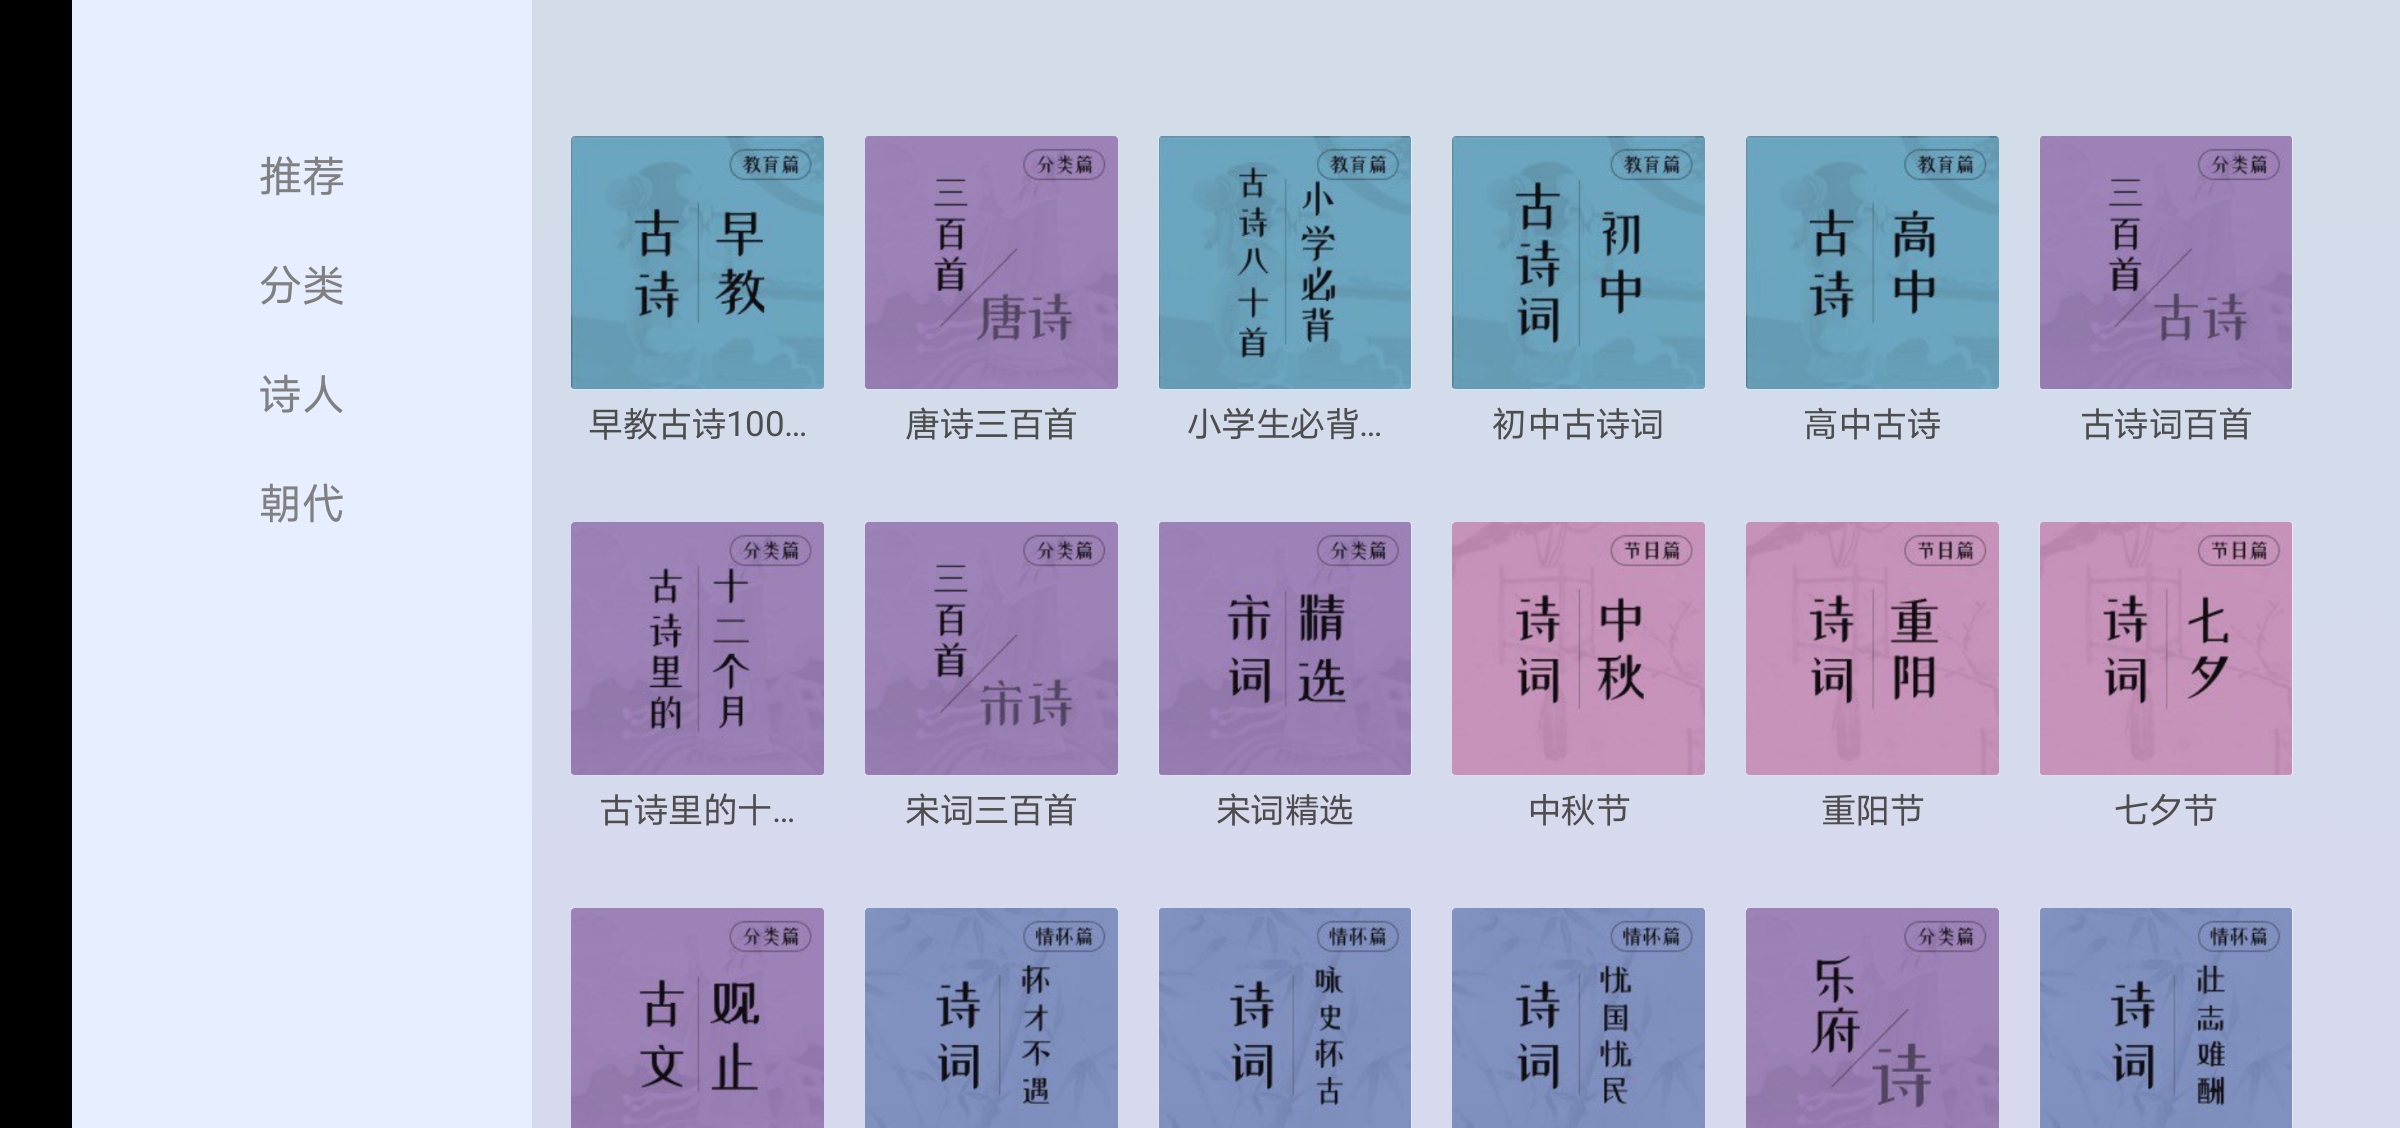 推荐
分类
诗人
朝代
教育篇
早教
古诗
早教古诗100...
分类篇
三百首
唐诗
唐诗三百首
教育篇
小学必背
古诗八十首
小学生必背...
教育篇
初中
古诗词
初中古诗词
教育篇
高中
古诗
高中古诗
分类篇
三百首
古诗
古诗词百首
分类篇
十二个月
古诗里的
古诗里的十...
分类篇
三百首
宋诗
宋词三百首
分类篇
精选
宋词
宋词精选
节日篇
中秋
诗词
中秋节
节日篇
重阳
诗词
重阳节
节日篇
七夕
诗词
七夕节
分类篇
观止
古文
情怀篇
怀才不遇
诗词
情怀篇
咏史怀古
诗词
情怀篇
忧国忧民
诗词
分类篇
乐府
诗
情怀篇
壮志难酬
诗词